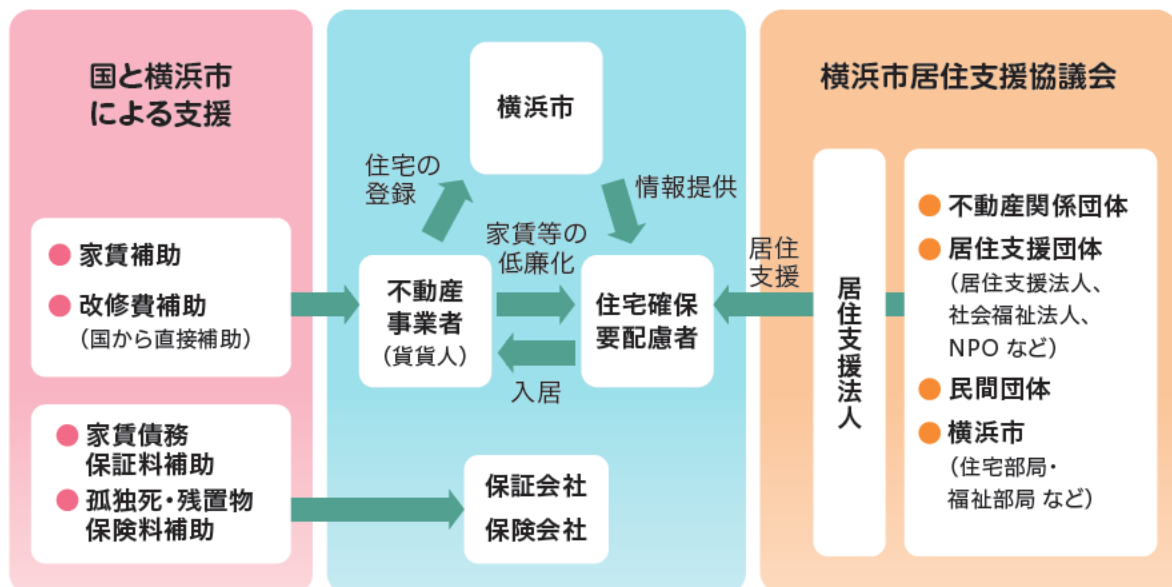 国と横浜市
による支援
家賃補助
改修費補助
（国から直接補助）
家賃債務
保証料補助
孤独死・残置物
保険料補助
横浜市
住宅の
登録
情報提供
家賃等の
低廉化
不動産
事業者
（貨貨人）
住宅確保
要配慮者
入居
保証会社
保険会社
横浜市居住支援協議会
居住
支援
居住支援法人
不動産関係団体
居住支援団体
（居住支援法人、
社会福祉法人、
NPO など）
民間団体
横浜市
（住宅部局・
福祉部局 など）